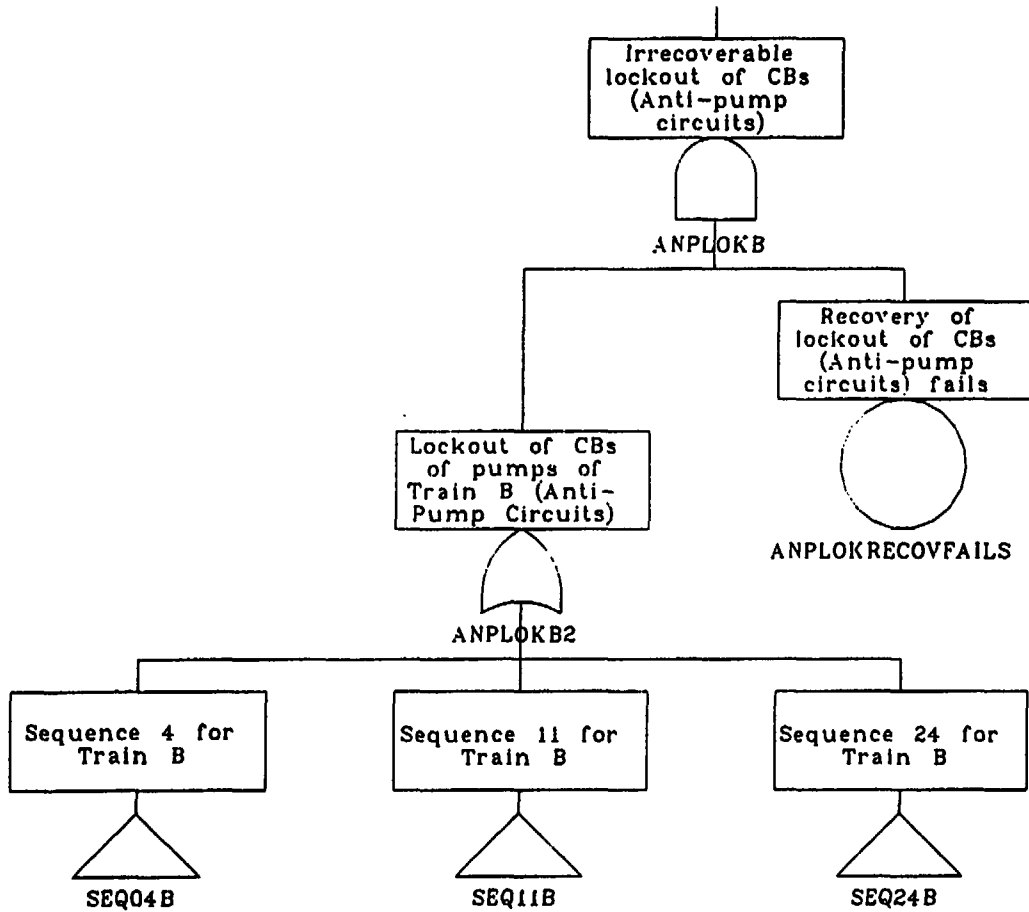 Irrecoverable
lockout of CBs
(Anti-pump
circuits)
ANPLOKB
Recovery of
lockout of CBs
(Anti-pump
circuits) fails
ANPLOKRECOVFAILS
Lockout of CBs
of pumps of
Train B (Anti-
Pump Circuits)
ANPLOKB2
Sequence 4 for
Train B
SEQ04B
Sequence 11 for
Train B
SEQ11B
Sequence 24 for
Train B
SEQ24B